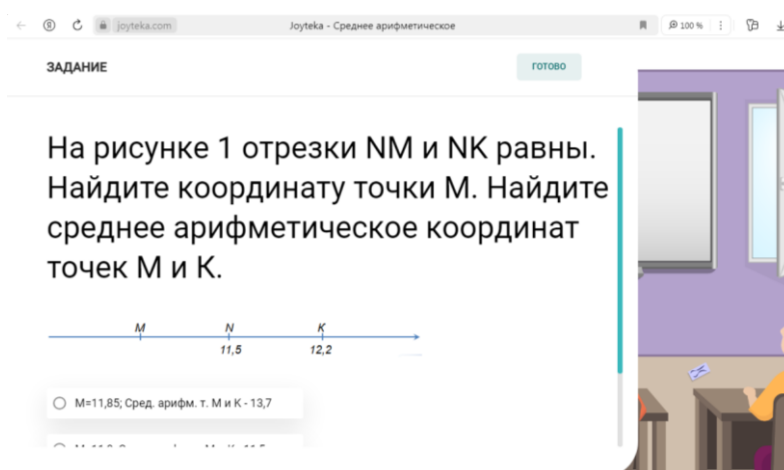 joyteka.com
Joyteka - Среднее арифметическое
100 %
ЗАДАНИЕ
ГОТОВО
На рисунке 1 отрезки NM и NK равны.
Найдите координату точки М. Найдите
среднее арифметическое координат
точек М и К.
M N K
11,5 12,2
М=11,85; Сред. арифм. т. М и К - 13,7